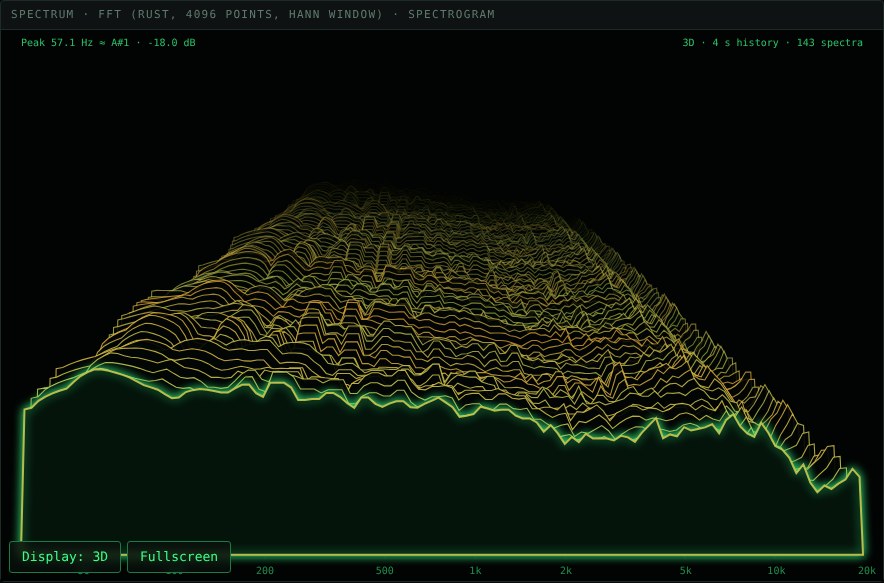 SPECTRUM · FFT (RUST, 4096 POINTS, HANN WINDOW) · SPECTROGRAM
Peak 57.1 Hz ≈ A#1 · -18.0 dB
3D · 4 s history · 143 spectra
Display: 3D
Fullscreen
200 500 1k 2k 5k 10k 20k